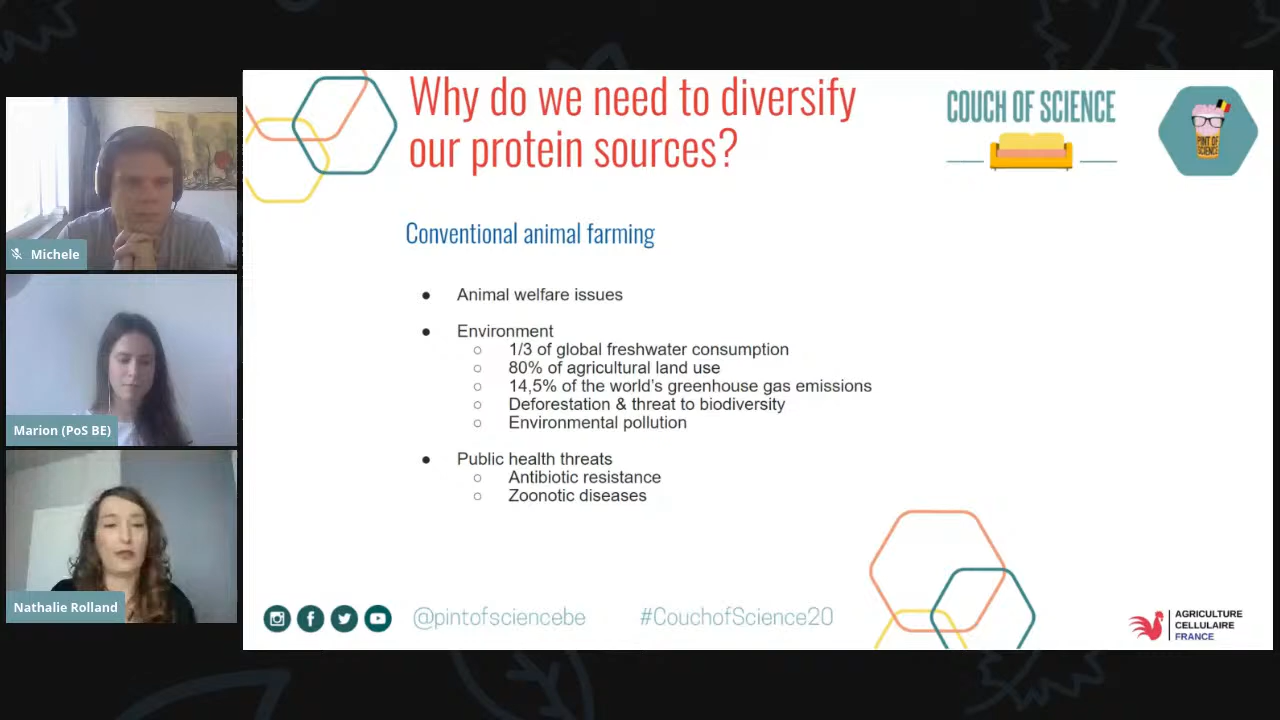 Why do we need to diversify
our protein sources?
COUCH OF SCIENCE
PINT OF
SCIENCE
Conventional animal farming
● Animal welfare issues
● Environment
○ 1/3 of global freshwater consumption
○ 80% of agricultural land use
○ 14,5% of the world's greenhouse gas emissions
○ Deforestation & threat to biodiversity
○ Environmental pollution
● Public health threats
○ Antibiotic resistance
○ Zoonotic diseases
@pintofsciencebe #CouchofScience20
AGRICULTURE
CELLULAIRE
FRANCE
Michele
Marion (PoS BE)
Nathalie Rolland